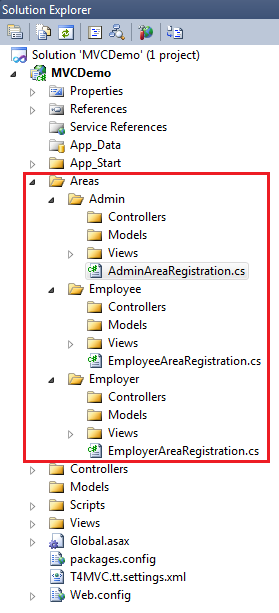 Solution Explorer
Solution 'MVCDemo' (1 project)
MVCDemo
Properties
References
Service References
App_Data
App_Start
Areas
Admin
Controllers
Models
Views
AdminAreaRegistration.cs
Employee
Controllers
Models
Views
EmployeeAreaRegistration.cs
Employer
Controllers
Models
Views
EmployerAreaRegistration.cs
Controllers
Models
Scripts
Views
Global.asax
packages.config
T4MVC.tt.settings.xml
Web.config